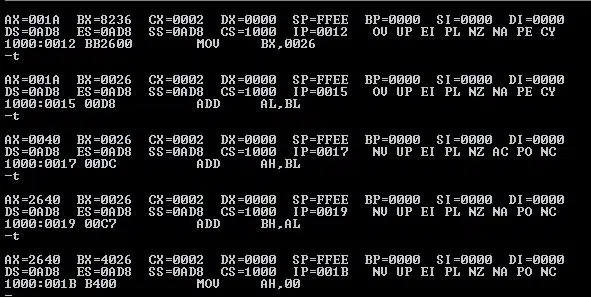 AX=001A  BX=8236  CX=0002  DX=0000  SP=FFEE  BP=0000  SI=0000  DI=0000
DS=0AD8  ES=0AD8  SS=0AD8  CS=1000  IP=0012   OV UP EI PL NZ NA PE CY
1000:0012 BB2600        MOV     BX,0026
-t
AX=001A  BX=0026  CX=0002  DX=0000  SP=FFEE  BP=0000  SI=0000  DI=0000
DS=0AD8  ES=0AD8  SS=0AD8  CS=1000  IP=0015   OV UP EI PL NZ NA PE CY
1000:0015 00D8          ADD     AL,BL
-t
AX=0040  BX=0026  CX=0002  DX=0000  SP=FFEE  BP=0000  SI=0000  DI=0000
DS=0AD8  ES=0AD8  SS=0AD8  CS=1000  IP=0017   NV UP EI PL NZ AC PO NC
1000:0017 00DC          ADD     AH,BL
-t
AX=2640  BX=0026  CX=0002  DX=0000  SP=FFEE  BP=0000  SI=0000  DI=0000
DS=0AD8  ES=0AD8  SS=0AD8  CS=1000  IP=0019   NV UP EI PL NZ NA PO NC
1000:0019 00C7          ADD     BH,AL
-t
AX=2640  BX=4026  CX=0002  DX=0000  SP=FFEE  BP=0000  SI=0000  DI=0000
DS=0AD8  ES=0AD8  SS=0AD8  CS=1000  IP=001B   NV UP EI PL NZ NA PO NC
1000:001B B400          MOV     AH,00
-